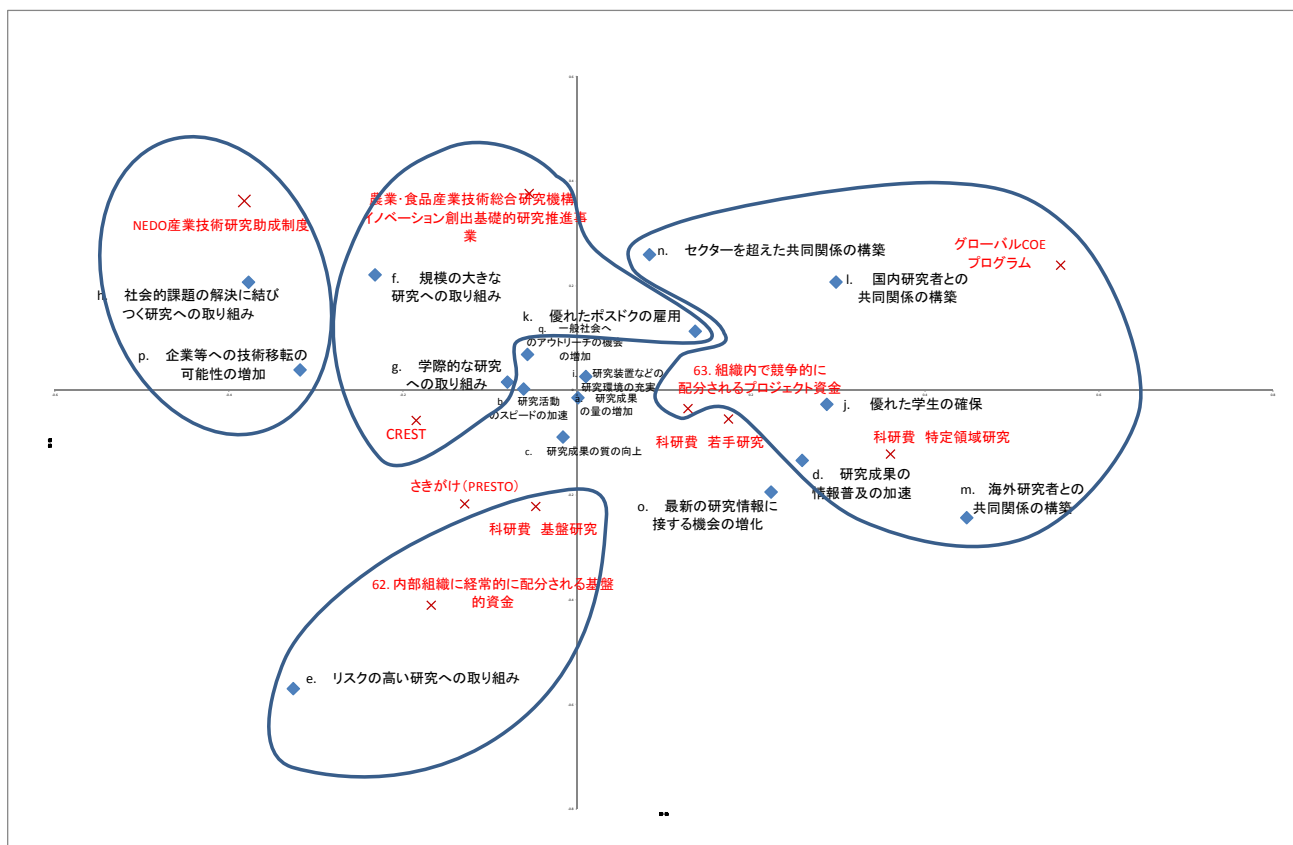 農業・食品産業技術総合研究機構
イノベーション創出基礎的研究推進事
業
NEDO産業技術研究助成制度
グローバルCOE
プログラム
n. セクターを超えた共同関係の構築
l. 国内研究者との
共同関係の構築
f. 規模の大きな
研究への取り組み
h. 社会的課題の解決に結び
つく研究への取り組み
k. 優れたポスドクの雇用
q. 一般社会へ
のアウトリーチの機会
の増加
p. 企業等への技術移転の
可能性の増加
g. 学際的な研究
への取り組み
i. 研究装置などの
研究環境の充実
63. 組織内で競争的に
配分されるプロジェクト資金
b. 研究活動
のスピードの加速
a. 研究成果
の量の増加
j. 優れた学生の確保
CREST
科研費 若手研究
科研費 特定領域研究
c. 研究成果の質の向上
d. 研究成果の
情報普及の加速
さきがけ(PRESTO)
m. 海外研究者との
共同関係の構築
o. 最新の研究情報に
接する機会の増化
科研費 基盤研究
62. 内部組織に経常的に配分される基盤
的資金
e. リスクの高い研究への取り組み